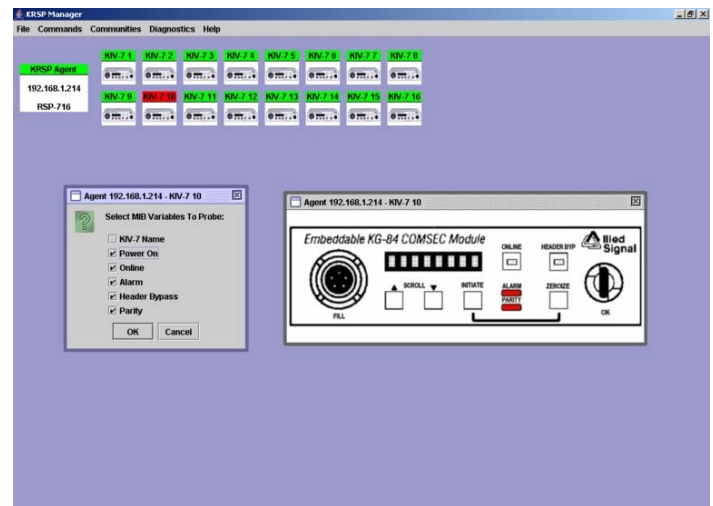 KRSP Manager
File Commands Communities Diagnostics Help
KRSP Agent
192.168.1.214
RSP-716
KIV-7 1 KIV-7 2 KIV-7 3 KIV-7 4 KIV-7 5 KIV-7 6 KIV-7 7 KIV-7 8
KIV-7 9 KIV-7 10 KIV-7 11 KIV-7 12 KIV-7 13 KIV-7 14 KIV-7 15 KIV-7 16
Agent 192.168.1.214 - KIV-7 10
Select MIB Variables To Probe:
KIV-7 Name
Power On
Online
Alarm
Header Bypass
Parity
OK Cancel
Agent 192.168.1.214 - KIV-7 10
Embeddable KG-84 COMSEC Module
ONLINE HEADER BYP
Allied
Signal
SCROLL INITIATE ALARM ZEROIZE
PARITY
FILL
OK